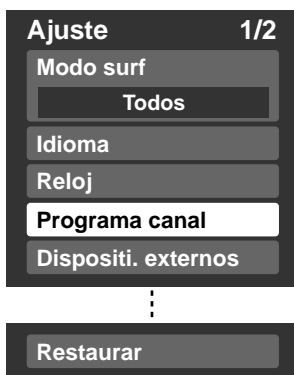 Ajuste 1/2
Modo surf
Todos
Idioma
Reloj
Programa canal
Dispositi. externos
Restaurar